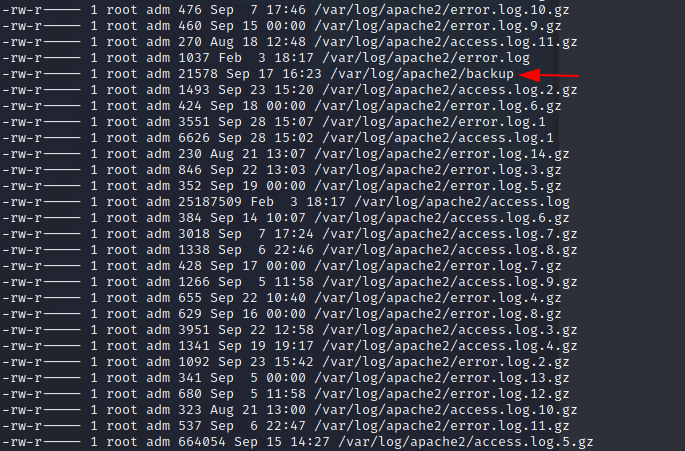 -rw-r----- 1 root adm 476 Sep  7 17:46 /var/log/apache2/error.log.10.gz
-rw-r----- 1 root adm 460 Sep 15 00:00 /var/log/apache2/error.log.9.gz
-rw-r----- 1 root adm 270 Aug 18 12:48 /var/log/apache2/access.log.11.gz
-rw-r----- 1 root adm 1037 Feb  3 18:17 /var/log/apache2/error.log
-rw-r----- 1 root adm 21578 Sep 17 16:23 /var/log/apache2/backup
-rw-r----- 1 root adm 1493 Sep 23 15:20 /var/log/apache2/access.log.2.gz
-rw-r----- 1 root adm 424 Sep 18 00:00 /var/log/apache2/error.log.6.gz
-rw-r----- 1 root adm 3551 Sep 28 15:07 /var/log/apache2/error.log.1
-rw-r----- 1 root adm 6626 Sep 28 15:02 /var/log/apache2/access.log.1
-rw-r----- 1 root adm 230 Aug 21 13:07 /var/log/apache2/error.log.14.gz
-rw-r----- 1 root adm 846 Sep 22 13:03 /var/log/apache2/error.log.3.gz
-rw-r----- 1 root adm 352 Sep 19 00:00 /var/log/apache2/error.log.5.gz
-rw-r----- 1 root adm 25187509 Feb  3 18:17 /var/log/apache2/access.log
-rw-r----- 1 root adm 384 Sep 14 10:07 /var/log/apache2/access.log.6.gz
-rw-r----- 1 root adm 3018 Sep  7 17:24 /var/log/apache2/access.log.7.gz
-rw-r----- 1 root adm 1338 Sep  6 22:46 /var/log/apache2/access.log.8.gz
-rw-r----- 1 root adm 428 Sep 17 00:00 /var/log/apache2/error.log.7.gz
-rw-r----- 1 root adm 1266 Sep  5 11:58 /var/log/apache2/access.log.9.gz
-rw-r----- 1 root adm 655 Sep 22 10:40 /var/log/apache2/error.log.4.gz
-rw-r----- 1 root adm 629 Sep 16 00:00 /var/log/apache2/error.log.8.gz
-rw-r----- 1 root adm 3951 Sep 22 12:58 /var/log/apache2/access.log.3.gz
-rw-r----- 1 root adm 1341 Sep 19 19:17 /var/log/apache2/access.log.4.gz
-rw-r----- 1 root adm 1092 Sep 23 15:42 /var/log/apache2/error.log.2.gz
-rw-r----- 1 root adm 341 Sep  5 00:00 /var/log/apache2/error.log.13.gz
-rw-r----- 1 root adm 680 Sep  5 11:58 /var/log/apache2/error.log.12.gz
-rw-r----- 1 root adm 323 Aug 21 13:00 /var/log/apache2/access.log.10.gz
-rw-r----- 1 root adm 537 Sep  6 22:47 /var/log/apache2/error.log.11.gz
-rw-r----- 1 root adm 664054 Sep 15 14:27 /var/log/apache2/access.log.5.gz